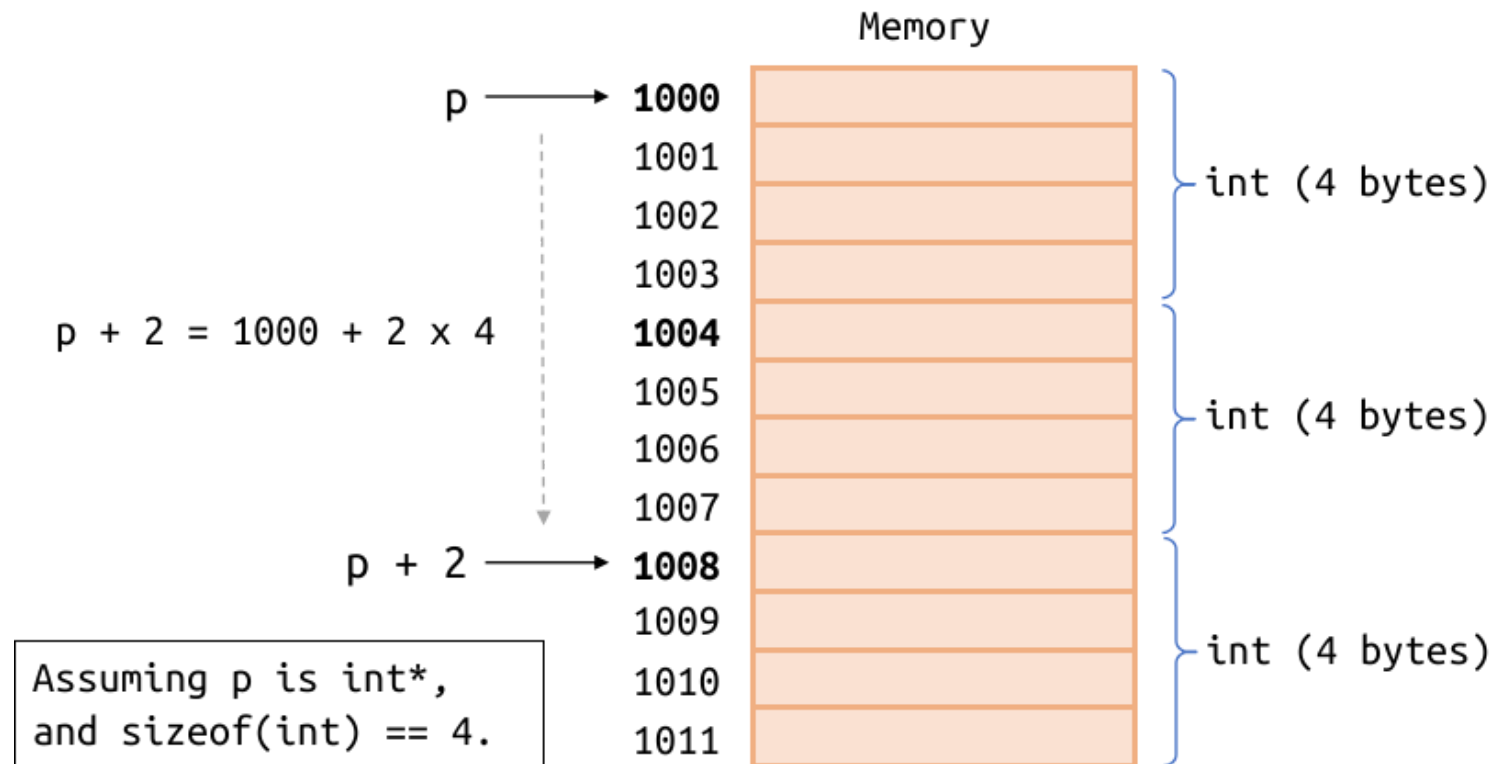 Memory
p
1000
1001
int (4 bytes)
1002
1003
p + 2 = 1000 + 2 x 4
1004
1005
int (4 bytes)
1006
1007
p + 2
1008
1009
int (4 bytes)
Assuming p is int*,
1010
and sizeof(int) == 4.
1011